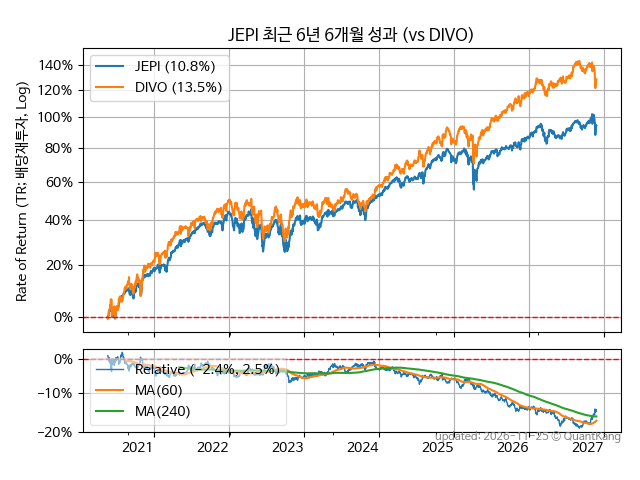 JEPI 최근 6년 6개월 성과 (vs DIVO)
Rate of Return (TR: 배당재투자, Log)
140%
120%
100%
80%
60%
40%
20%
0%
JEPI (10.8%)
DIVO (13.5%)
0%
−10%
−20%
Relative (−2.4%, 2.5%)
MA(60)
MA(240)
updated: 2026-11-25 © QuantKang
2021 2022 2023 2024 2025 2026 2027